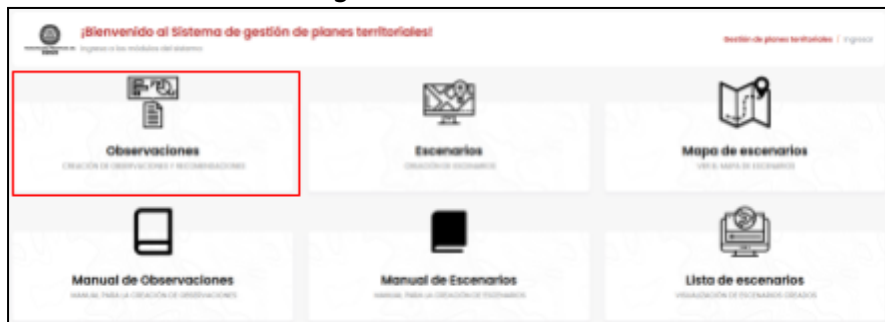 ¡Bienvenido al Sistema de gestión de planes territoriales!
Ingreso a los módulos del sistema
Gestión de planes territoriales / Ingreso
Observaciones
CREACIÓN DE OBSERVACIONES Y RECOMENDACIONES
Escenarios
CREACIÓN DE ESCENARIOS
Mapa de escenarios
VER EL MAPA DE ESCENARIOS
Manual de Observaciones
MANUAL PARA LA CREACIÓN DE OBSERVACIONES
Manual de Escenarios
MANUAL PARA LA CREACIÓN DE ESCENARIOS
Lista de escenarios
VISUALIZACIÓN DE ESCENARIOS CREADOS